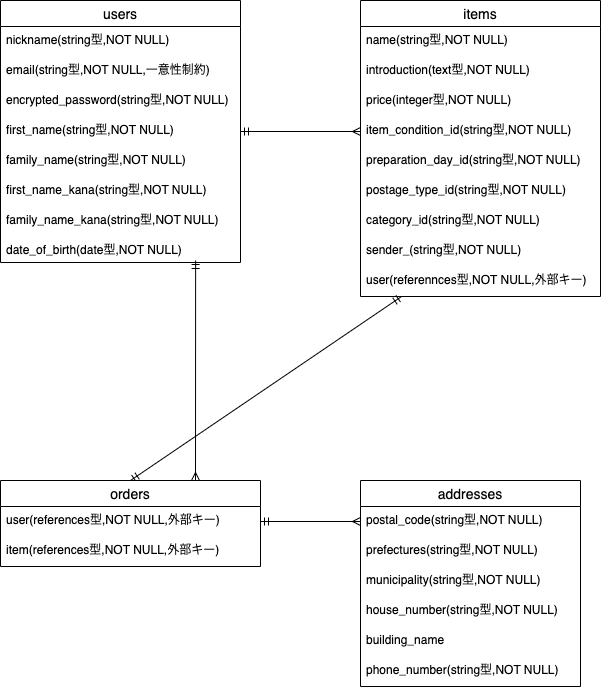 users
nickname(string型,NOT NULL)
email(string型,NOT NULL,一意性制約)
encrypted_password(string型,NOT NULL)
first_name(string型,NOT NULL)
family_name(string型,NOT NULL)
first_name_kana(string型,NOT NULL)
family_name_kana(string型,NOT NULL)
date_of_birth(date型,NOT NULL)
items
name(string型,NOT NULL)
introduction(text型,NOT NULL)
price(integer型,NOT NULL)
item_condition_id(string型,NOT NULL)
preparation_day_id(string型,NOT NULL)
postage_type_id(string型,NOT NULL)
category_id(string型,NOT NULL)
sender_(string型,NOT NULL)
user(referennces型,NOT NULL,外部キー)
orders
user(references型,NOT NULL,外部キー)
item(references型,NOT NULL,外部キー)
addresses
postal_code(string型,NOT NULL)
prefectures(string型,NOT NULL)
municipality(string型,NOT NULL)
house_number(string型,NOT NULL)
building_name
phone_number(string型,NOT NULL)